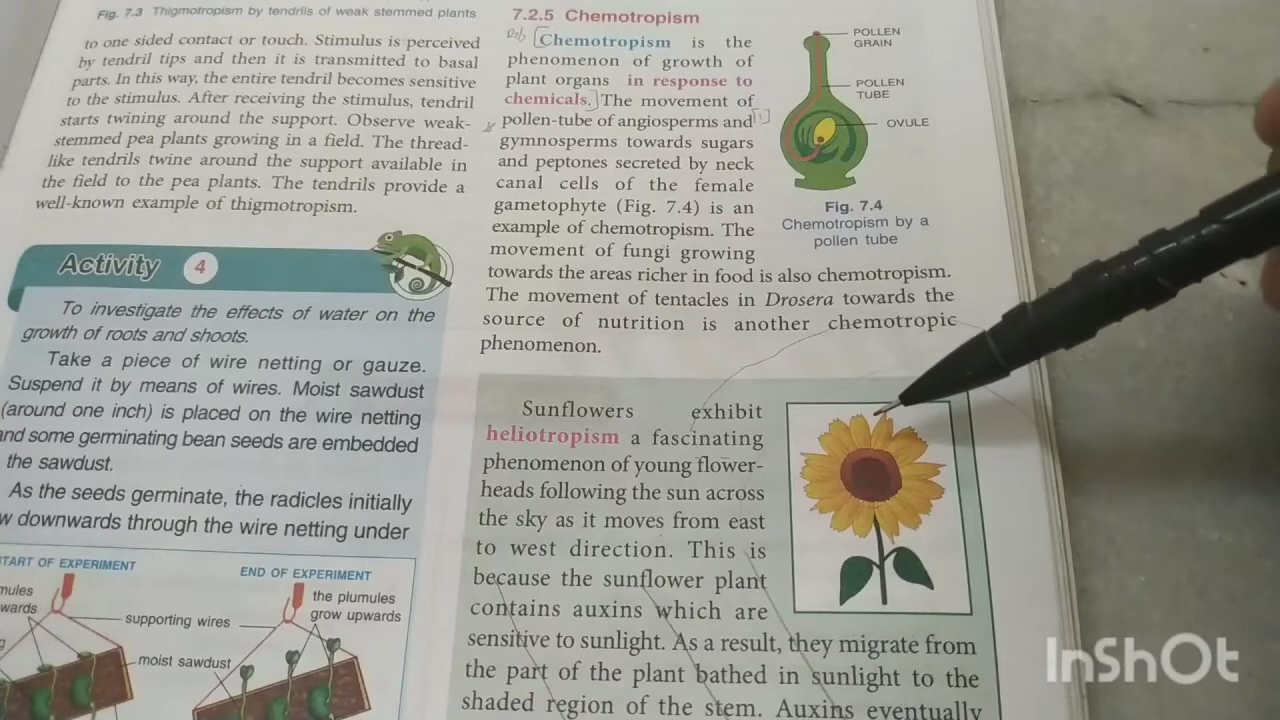 Fig. 7.3 Thigmotropism by tendrils of weak stemmed plants
to one sided contact or touch. Stimulus is perceived
by tendril tips and then it is transmitted to basal
parts. In this way, the entire tendril becomes sensitive
to the stimulus. After receiving the stimulus, tendril
starts twining around the support. Observe weak-
stemmed pea plants growing in a field. The thread-
like tendrils twine around the support available in
the field to the pea plants. The tendrils provide a
well-known example of thigmotropism.
Activity 4
To investigate the effects of water on the
growth of roots and shoots.
Take a piece of wire netting or gauze.
Suspend it by means of wires. Moist sawdust
(around one inch) is placed on the wire netting
and some germinating bean seeds are embedded
the sawdust.
As the seeds germinate, the radicles initially
w downwards through the wire netting under
START OF EXPERIMENT
END OF EXPERIMENT
mules
wards
supporting wires
the plumules
grow upwards
moist sawdust
7.2.5 Chemotropism
Chemotropism is the
phenomenon of growth of
plant organs in response to
chemicals. The movement of
pollen-tube of angiosperms and
gymnosperms towards sugars
and peptones secreted by neck
canal cells of the female
gametophyte (Fig. 7.4) is an
example of chemotropism. The
movement of fungi growing
towards the areas richer in food is also chemotropism.
The movement of tentacles in Drosera towards the
source of nutrition is another chemotropic
phenomenon.
POLLEN
GRAIN
POLLEN
TUBE
OVULE
Fig. 7.4
Chemotropism by a
pollen tube
Sunflowers exhibit
heliotropism a fascinating
phenomenon of young flower-
heads following the sun across
the sky as it moves from east
to west direction. This is
because the sunflower plant
contains auxins which are
sensitive to sunlight. As a result, they migrate from
the part of the plant bathed in sunlight to the
shaded region of the stem. Auxins eventually
InShOt